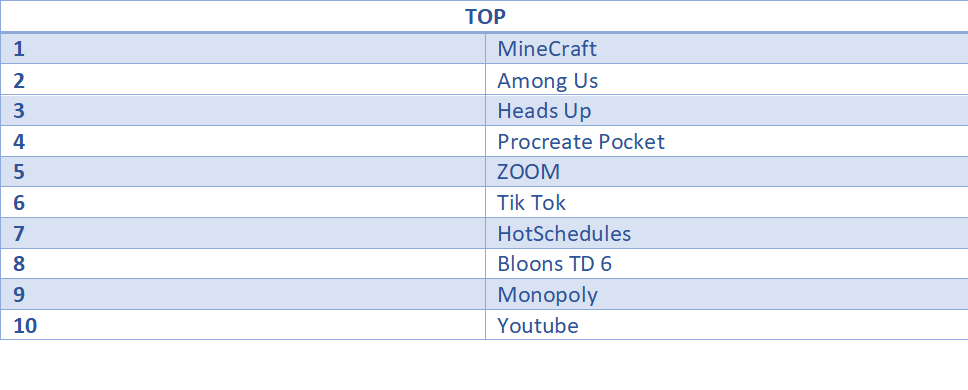 TOP
1 MineCraft
2 Among Us
3 Heads Up
4 Procreate Pocket
5 ZOOM
6 Tik Tok
7 HotSchedules
8 Bloons TD 6
9 Monopoly
10 Youtube